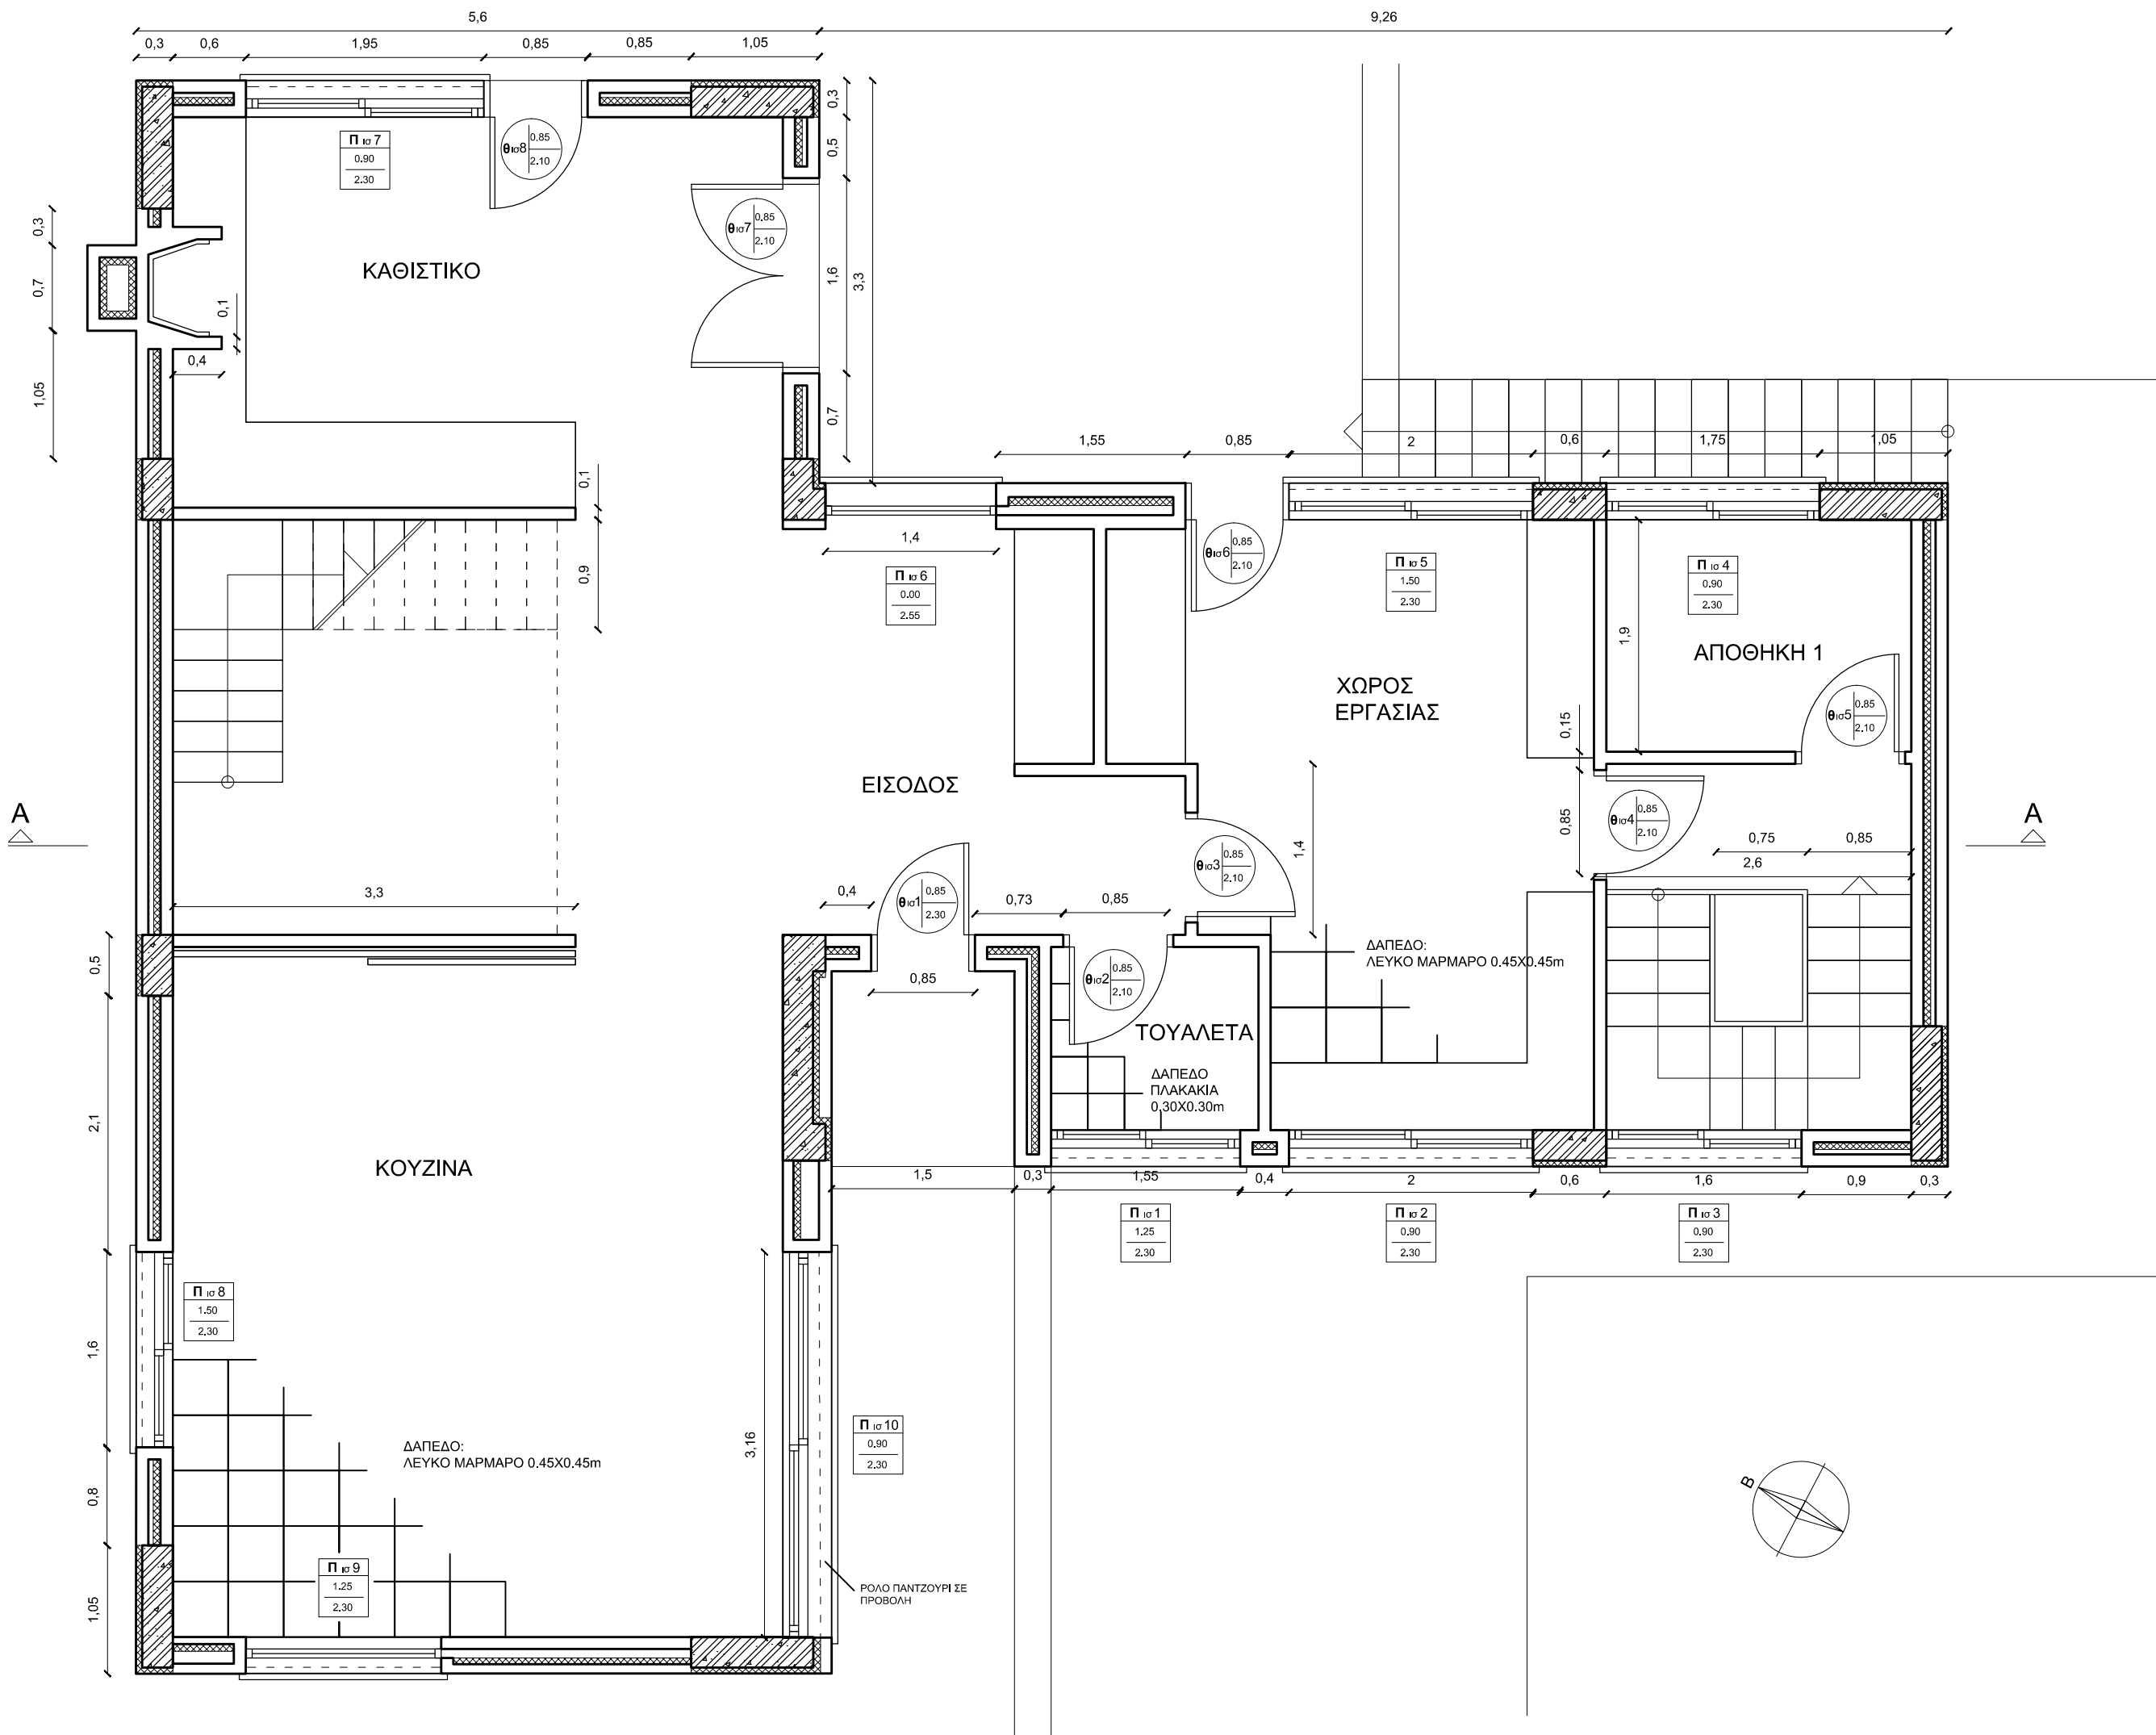 5,6
9,26
0,3
0,6
1,95
0,85
0,85
1,05
0,3
Π ισ 7
0.90
2.30
θισ8
0.85
2.10
0,5
θισ7
0.85
2.10
0,3
ΚΑΘΙΣΤΙΚΟ
1,6
3,3
0,7
0,1
0,4
1,05
0,7
1,55
0,85
2
0,6
1,75
1,05
0,1
1,4
0,9
Π ισ 6
0.00
2.55
θισ6
0.85
2.10
Π ισ 5
1.50
2.30
Π ισ 4
0.90
2.30
1,9
ΑΠΟΘΗΚΗ 1
ΧΩΡΟΣ
ΕΡΓΑΣΙΑΣ
θισ5
0.85
2.10
0,15
ΕΙΣΟΔΟΣ
A
A
0,85
θισ4
0.85
2.10
0,75
0,85
2,6
1,4
θισ3
0.85
2.10
3,3
0,4
θισ1
0.85
2.30
0,73
0,85
ΔΑΠΕΔΟ:
ΛΕΥΚΟ ΜΑΡΜΑΡΟ 0.45X0.45m
0,5
0,85
θισ2
0.85
2.10
ΤΟΥΑΛΕΤΑ
ΔΑΠΕΔΟ
ΠΛΑΚΑΚΙΑ
0.30X0.30m
2,1
ΚΟΥΖΙΝΑ
1,5
0,3
1,55
0,4
2
0,6
1,6
0,9
0,3
Π ισ 1
1.25
2.30
Π ισ 2
0.90
2.30
Π ισ 3
0.90
2.30
Π ισ 8
1.50
2.30
1,6
3,16
Π ισ 10
0.90
2.30
ΔΑΠΕΔΟ:
ΛΕΥΚΟ ΜΑΡΜΑΡΟ 0.45X0.45m
0,8
B
Π ισ 9
1.25
2.30
1,05
ΡΟΛΟ ΠΑΝΤΖΟΥΡΙ ΣΕ
ΠΡΟΒΟΛΗ